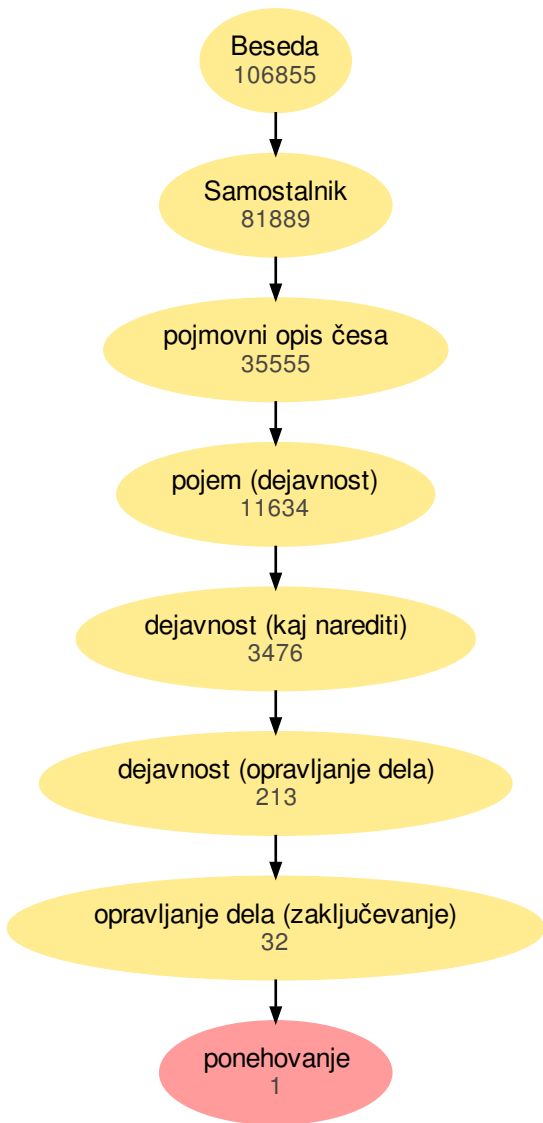 Beseda
106855
Samostalnik
81889
pojmovni opis česa
35555
pojem (dejavnost)
11634
dejavnost (kaj narediti)
3476
dejavnost (opravljanje dela)
213
opravljanje dela (zaključevanje)
32
ponehovanje
1